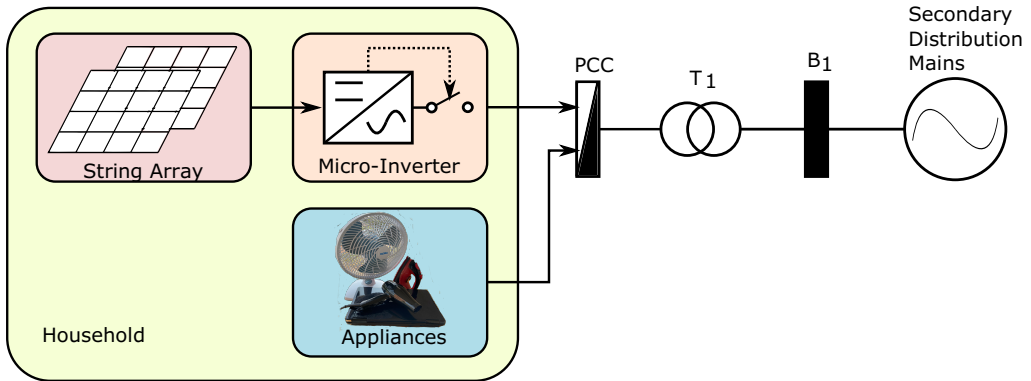 Secondary
Distribution
Mains
PCC
T1
B1
String Array
Micro-Inverter
Household
Appliances